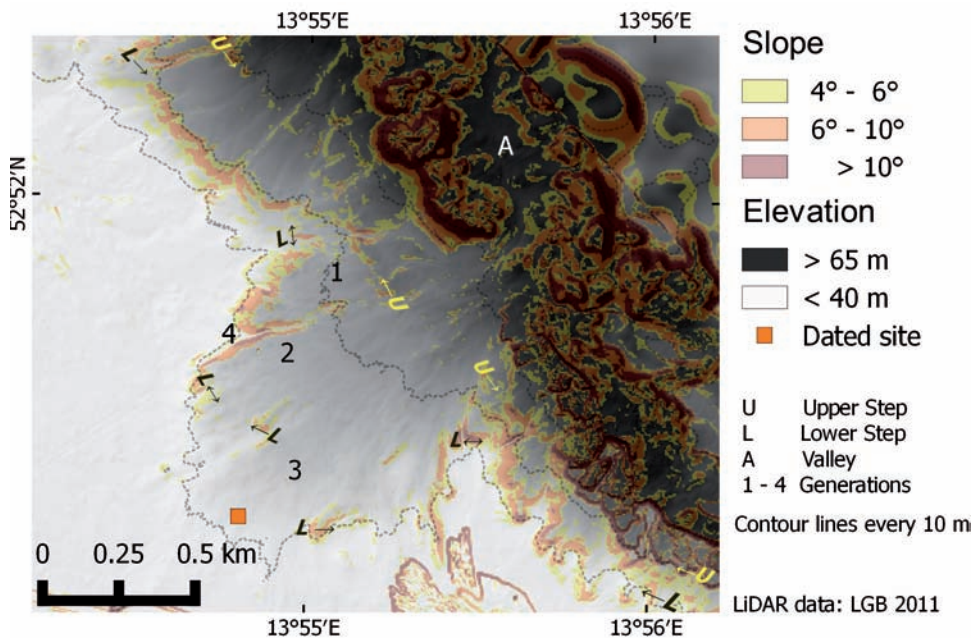 13°55′E 13°56′E
52°52′N
L
U
A
L
1
U
4
2
U
L
L
L
3
L
U
L
0 0.25 0.5 km
13°55′E 13°56′E
Slope
4° - 6°
6° - 10°
> 10°
Elevation
> 65 m
< 40 m
Dated site
U Upper Step
L Lower Step
A Valley
1 - 4 Generations
Contour lines every 10 m
LiDAR data: LGB 2011